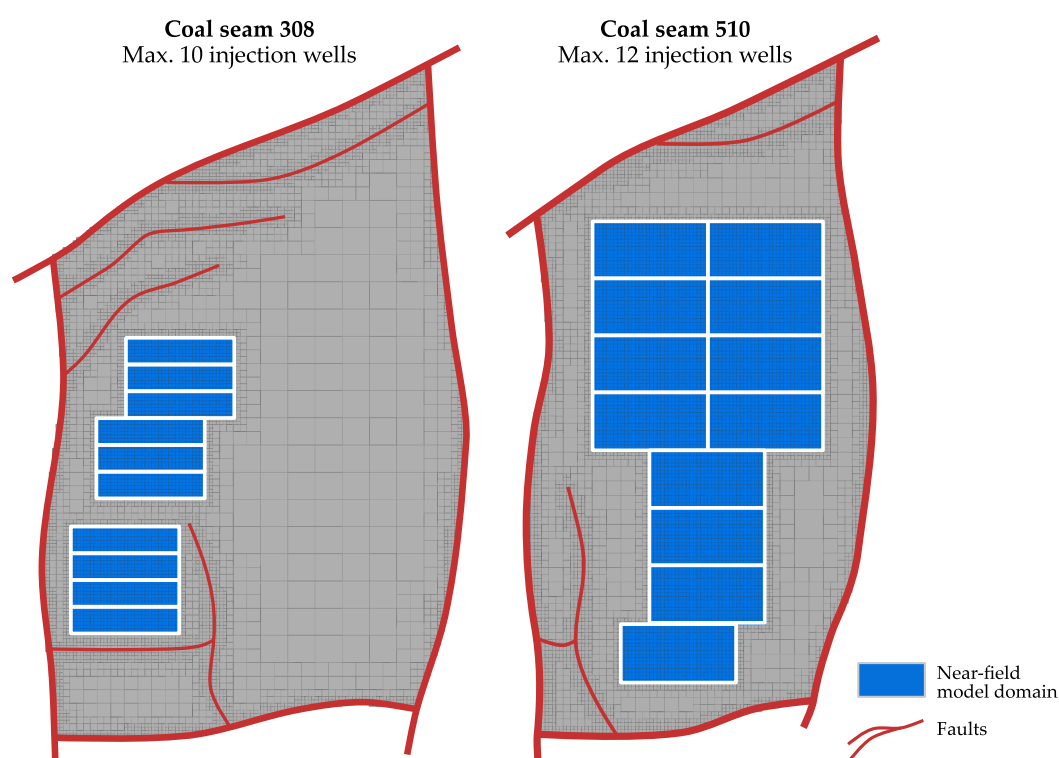 Coal seam 308
Max. 10 injection wells
Coal seam 510
Max. 12 injection wells
Near-field
model domain
Faults